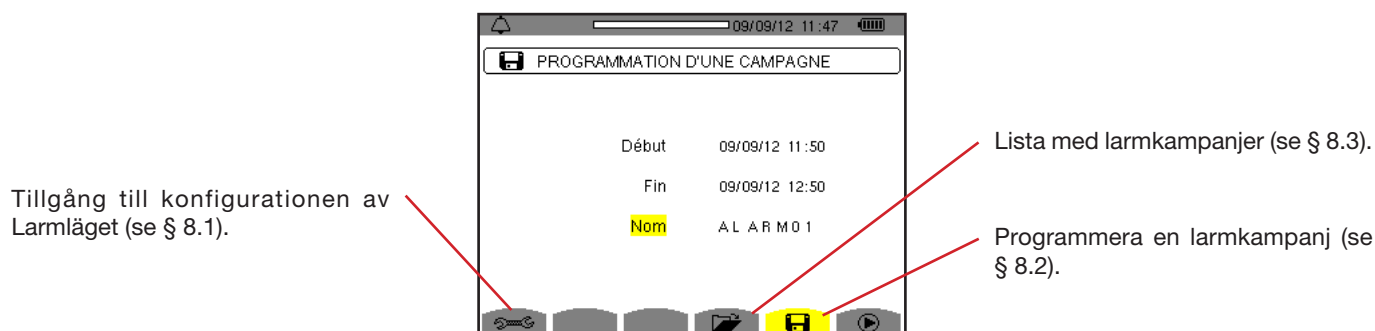 09/09/12 11:47
PROGRAMMATION D'UNE CAMPAGNE
Début 09/09/12 11:50
Fin 09/09/12 12:50
Nom ALARM01
Tillgång till konfigurationen av
Larmläget (se § 8.1).
Lista med larmkampanjer (se § 8.3).
Programmera en larmkampanj (se
§ 8.2).